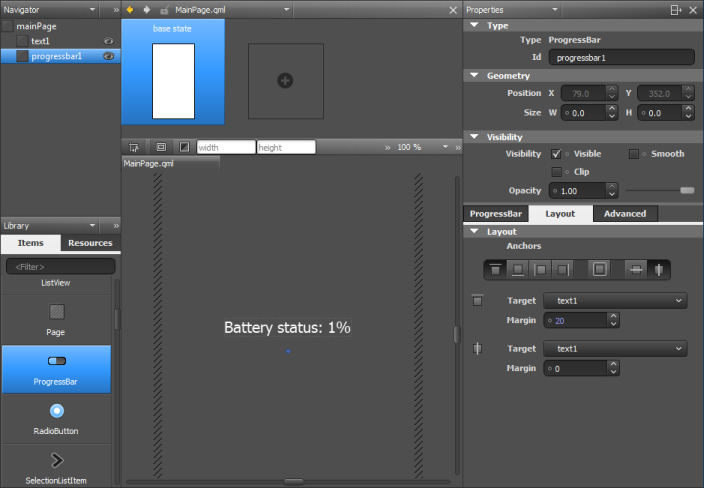 Navigator
»
mainPage
text1
progressbar1
Library
»
Items
Resources
<Filter>
ListView
Page
ProgressBar
RadioButton
SelectionListItem
MainPage.qml
base state
width
height
»
100 %
»
MainPage.qml
Battery status: 1%
Properties
Type
Type ProgressBar
Id progressbar1
Geometry
Position X 79.0 Y 352.0
Size W 0.0 H 0.0
Visibility
Visibility Visible Smooth
Clip
Opacity 1.00
ProgressBar Layout Advanced
Layout
Anchors
Target text1
Margin 20
Target text1
Margin 0